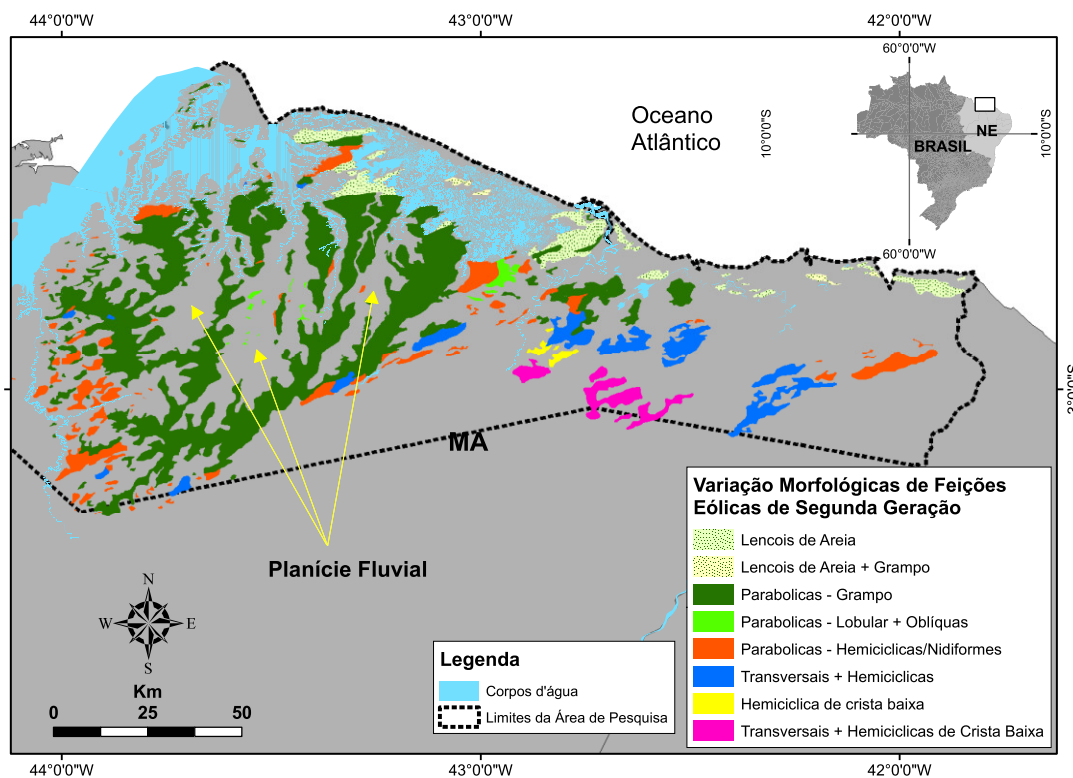 44°0'0"W
43°0'0"W
42°0'0"W
60°0'0"W
Oceano
Atlântico
10°0'0"S
10°0'0"S
NE
BRASIL
60°0'0"W
3°0'0"S
MA
Planície Fluvial
Variação Morfológicas de Feições
Eólicas de Segunda Geração
Lencois de Areia
Lencois de Areia + Grampo
Parabolicas - Grampo
Parabolicas - Lobular + Oblíquas
Parabolicas - Hemiciclicas/Nidiformes
Transversais + Hemiciclicas
Hemiciclica de crista baixa
Transversais + Hemiciclicas de Crista Baixa
N
W
E
S
Km
0 25 50
Legenda
Corpos d'água
Limites da Área de Pesquisa
44°0'0"W
43°0'0"W
42°0'0"W